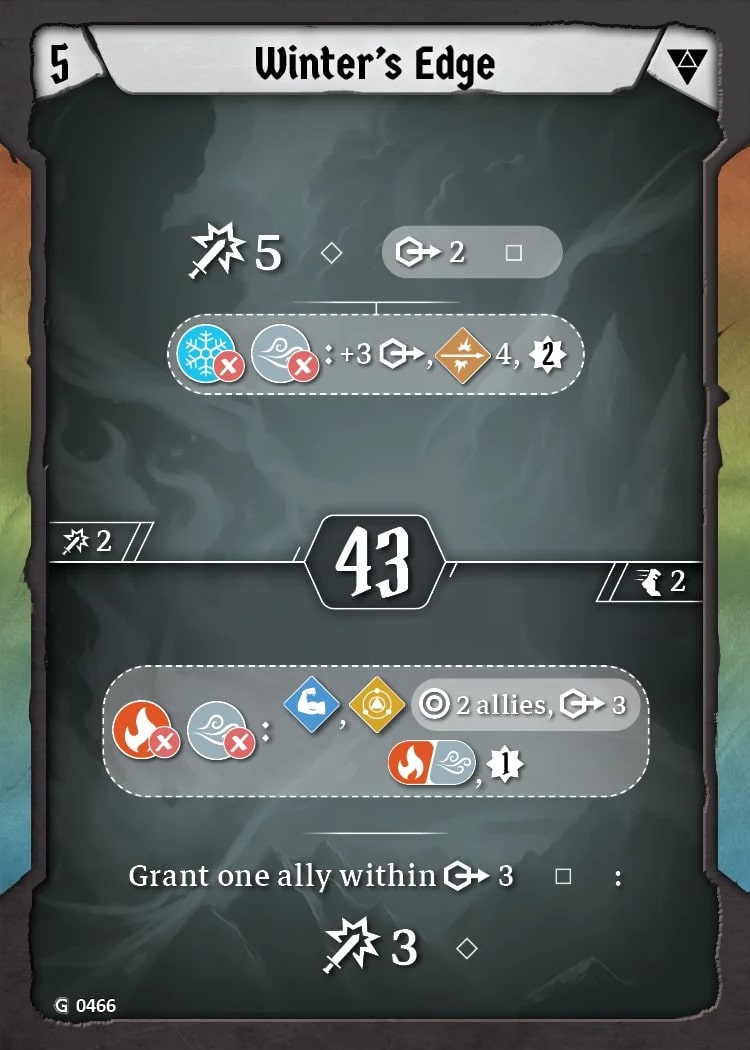 5
Winter's Edge
5
2
: +3 , 4, 2
2
43
2
: , 2 allies, 3
, 1
Grant one ally within 3 :
3
G 0466